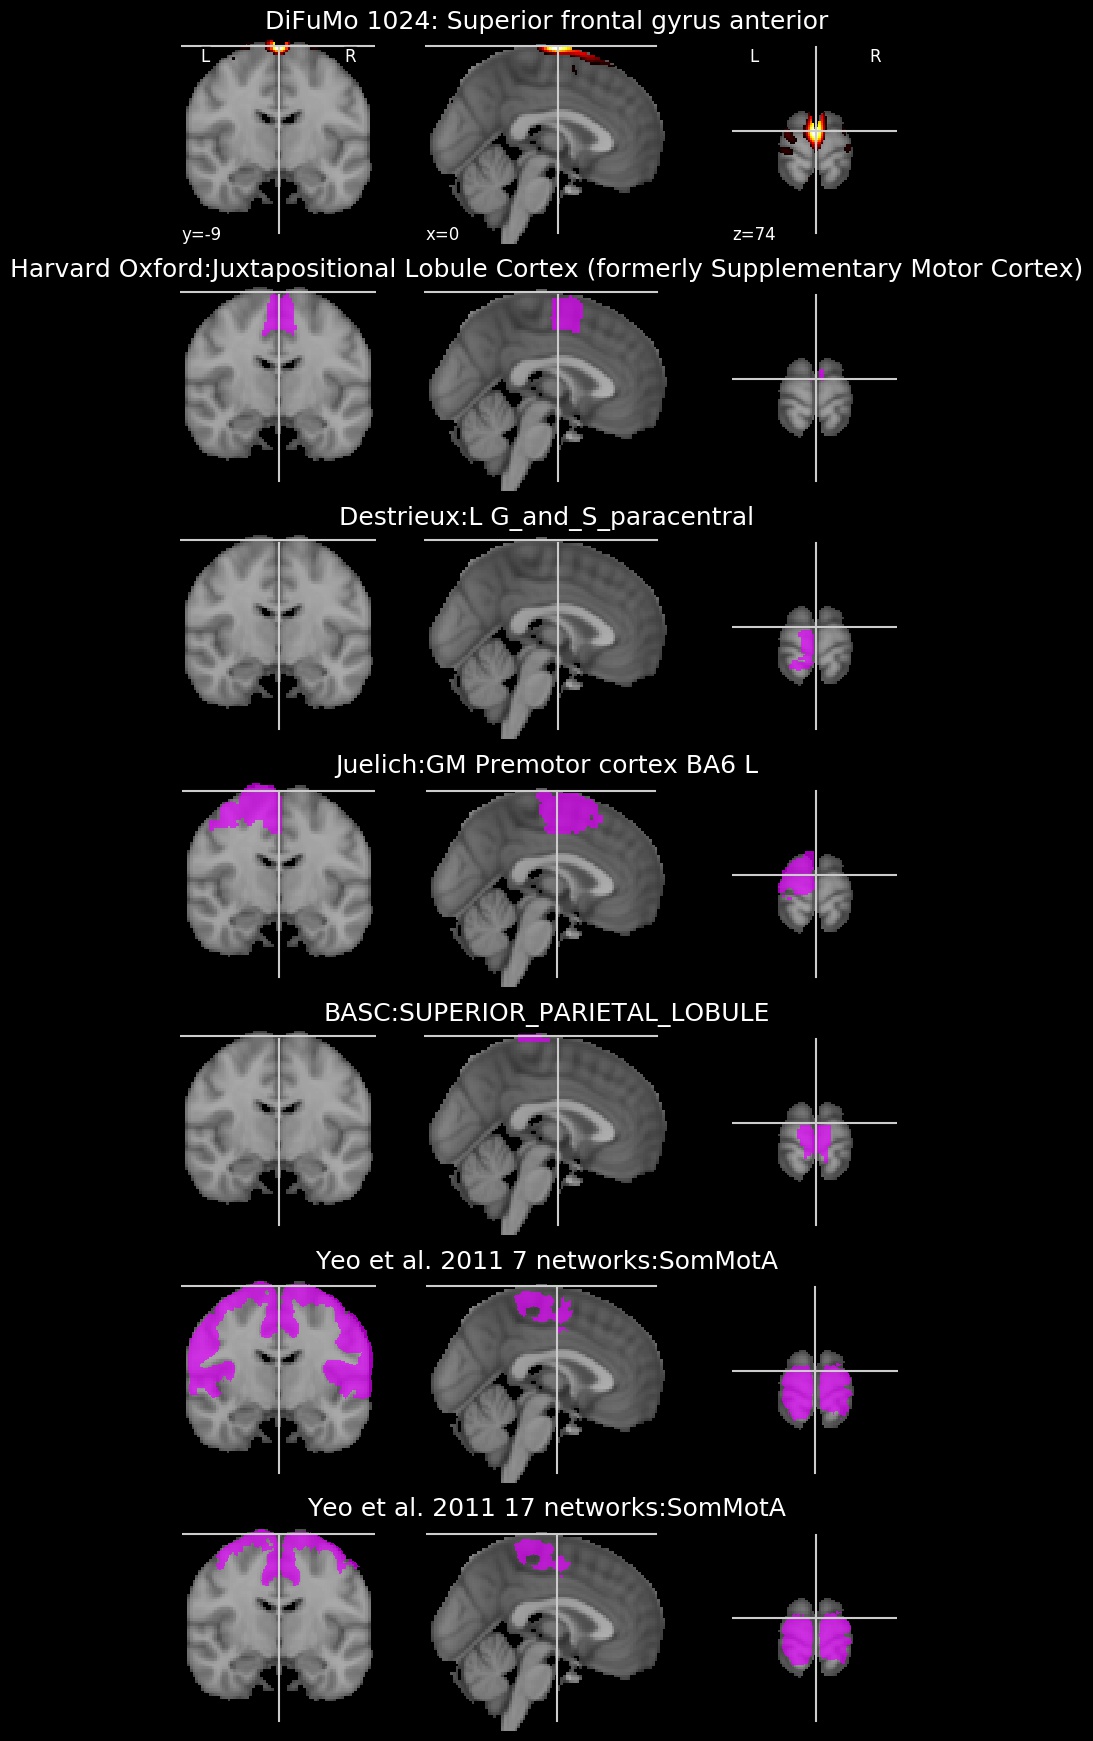 DiFuMo 1024: Superior frontal gyrus anterior
L R L R
y=-9 x=0 z=74
Harvard Oxford:Juxtapositional Lobule Cortex (formerly Supplementary Motor Cortex)
Destrieux:L G_and_S_paracentral
Juelich:GM Premotor cortex BA6 L
BASC:SUPERIOR_PARIETAL_LOBULE
Yeo et al. 2011 7 networks:SomMotA
Yeo et al. 2011 17 networks:SomMotA